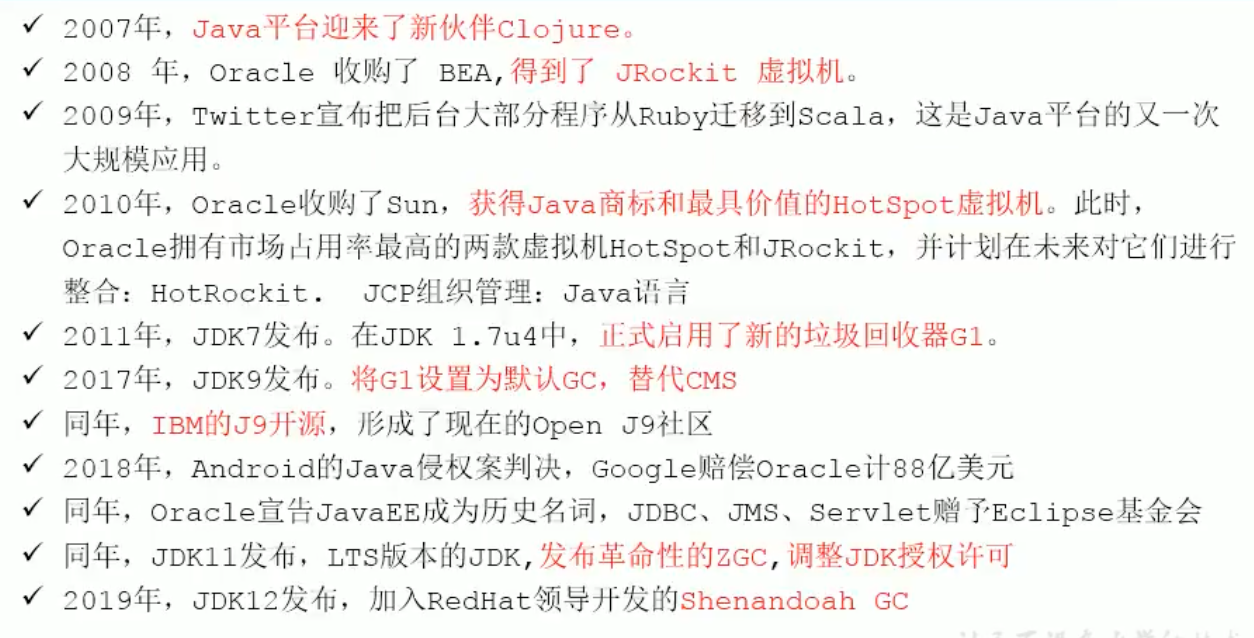 ✓ 2007年，Java平台迎来了新伙伴Clojure。
✓ 2008 年，Oracle 收购了 BEA,得到了 JRockit 虚拟机。
✓ 2009年，Twitter宣布把后台大部分程序从Ruby迁移到Scala，这是Java平台的又一次
大规模应用。
✓ 2010年，Oracle收购了Sun，获得Java商标和最具价值的HotSpot虚拟机。此时，
Oracle拥有市场占用率最高的两款虚拟机HotSpot和JRockit，并计划在未来对它们进行
整合：HotRockit. JCP组织管理：Java语言
✓ 2011年，JDK7发布。在JDK 1.7u4中，正式启用了新的垃圾回收器G1。
✓ 2017年，JDK9发布。将G1设置为默认GC，替代CMS
✓ 同年，IBM的J9开源，形成了现在的Open J9社区
✓ 2018年，Android的Java侵权案判决，Google赔偿Oracle计88亿美元
✓ 同年，Oracle宣告JavaEE成为历史名词，JDBC、JMS、Servlet赠予Eclipse基金会
✓ 同年，JDK11发布，LTS版本的JDK,发布革命性的ZGC,调整JDK授权许可
✓ 2019年，JDK12发布，加入RedHat领导开发的Shenandoah GC